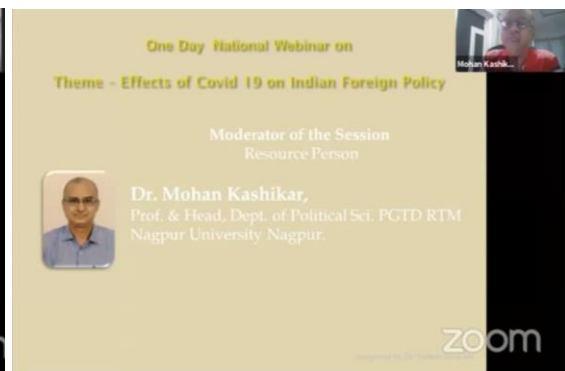 One Day National Webinar on
Theme - Effects of Covid 19 on Indian Foreign Policy
Mohan Kashik...
Moderator of the Session
Resource Person
Dr. Mohan Kashikar,
Prof. & Head, Dept. of Political Sci. PGTD RTM
Nagpur University Nagpur.
zoom